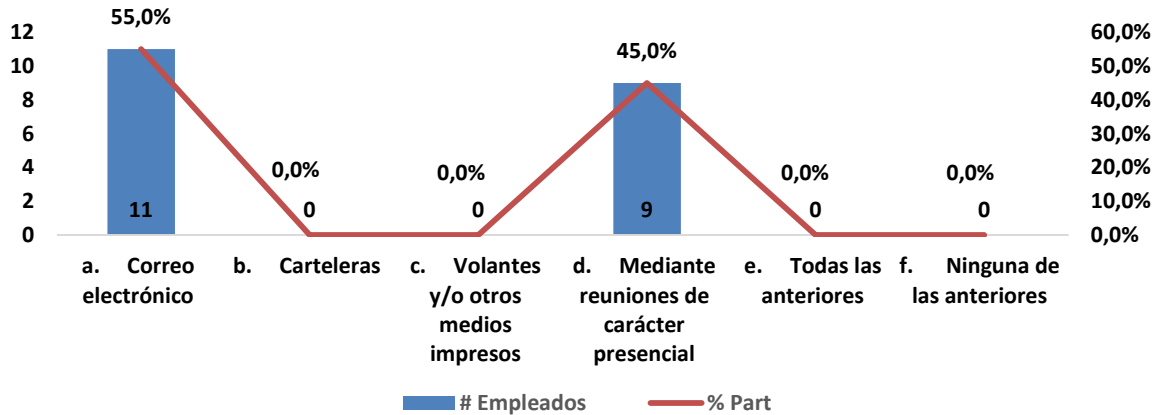 55,0%
12 60,0%
45,0%
10 50,0%
8 40,0%
6 30,0%
4 0,0% 0,0% 0,0% 0,0% 20,0%
2 11 0 0 9 0 0 10,0%
0 0,0%
a. Correo b. Carteleras c. Volantes d. Mediante e. Todas las f. Ninguna de
electrónico y/o otros reuniones de anteriores las anteriores
medios carácter
impresos presencial
# Empleados % Part